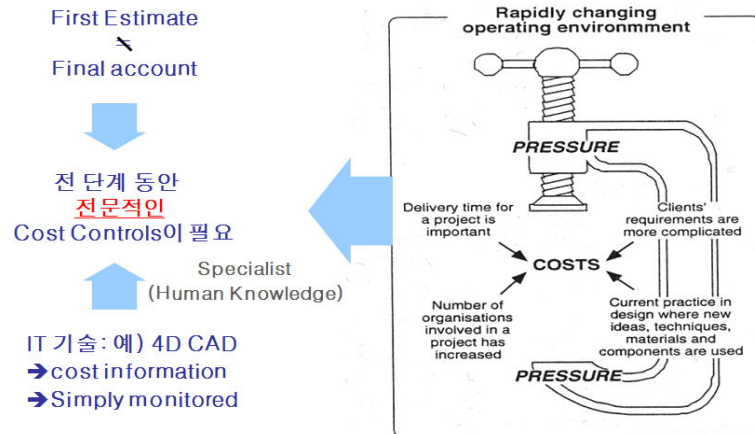 First Estimate
≠
Final account
전 단계 동안
전문적인
Cost Controls이 필요
Specialist
(Human Knowledge)
IT 기술: 예) 4D CAD
➔cost information
➔Simply monitored
Rapidly changing
operating environmment
PRESSURE
Delivery time for
a project is
important
Clients'
requirements are
more complicated
COSTS
Number of
organisations
involved in a
project has
increased
Current practice in
design where new
ideas, techniques,
materials and
components are used
PRESSURE